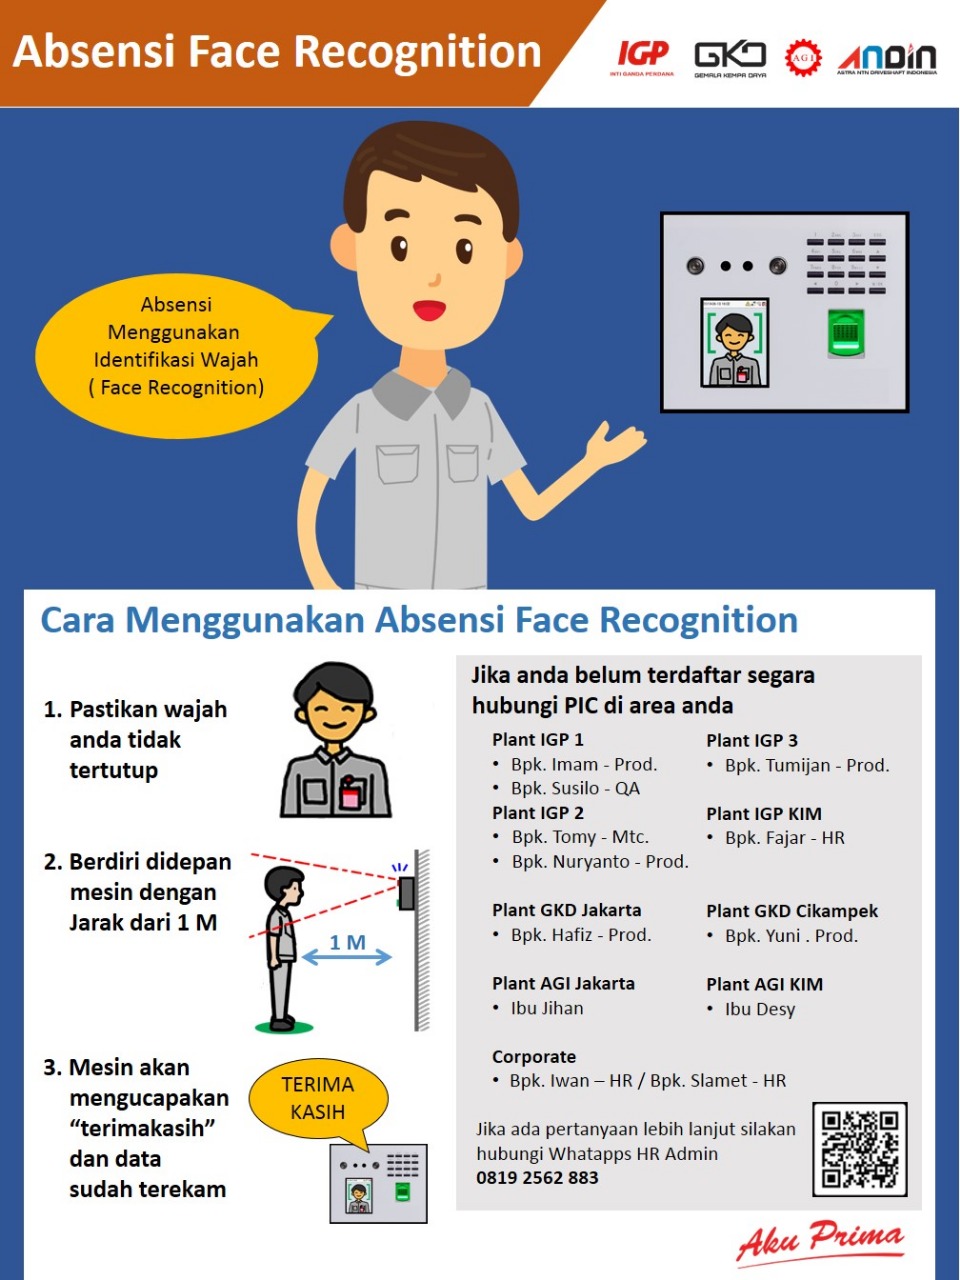 Absensi Face Recognition
IGP
INTI GANDA PERDANA
GKD
GEMALA KEMPA DAYA
AGI
ANDIN
ASTRA NTN DRIVESHAFT INDONESIA
Absensi
Menggunakan
Identifikasi Wajah
( Face Recognition)
Cara Menggunakan Absensi Face Recognition
1. Pastikan wajah
anda tidak
tertutup
2. Berdiri didepan
mesin dengan
Jarak dari 1 M
1 M
3. Mesin akan
mengucapakan
“terimakasih”
dan data
sudah terekam
TERIMA
KASIH
Jika anda belum terdaftar segara
hubungi PIC di area anda
Plant IGP 1
• Bpk. Imam - Prod.
• Bpk. Susilo - QA
Plant IGP 2
• Bpk. Tomy - Mtc.
• Bpk. Nuryanto - Prod.
Plant IGP 3
• Bpk. Tumijan - Prod.
Plant IGP KIM
• Bpk. Fajar - HR
Plant GKD Jakarta
• Bpk. Hafiz - Prod.
Plant GKD Cikampek
• Bpk. Yuni . Prod.
Plant AGI Jakarta
• Ibu Jihan
Plant AGI KIM
• Ibu Desy
Corporate
• Bpk. Iwan – HR / Bpk. Slamet - HR
Jika ada pertanyaan lebih lanjut silakan
hubungi Whatapps HR Admin
0819 2562 883
Aku Prima